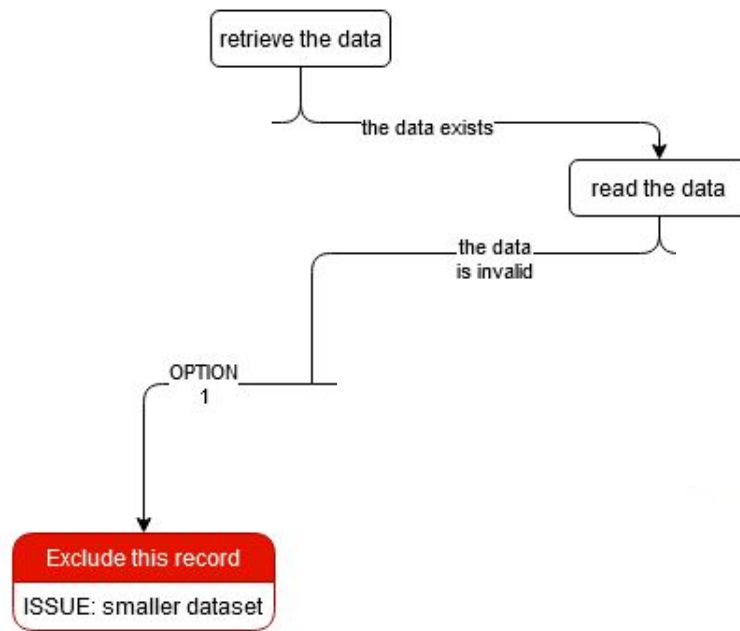 retrieve the data
the data exists
read the data
the data
is invalid
OPTION
1
Exclude this record
ISSUE: smaller dataset